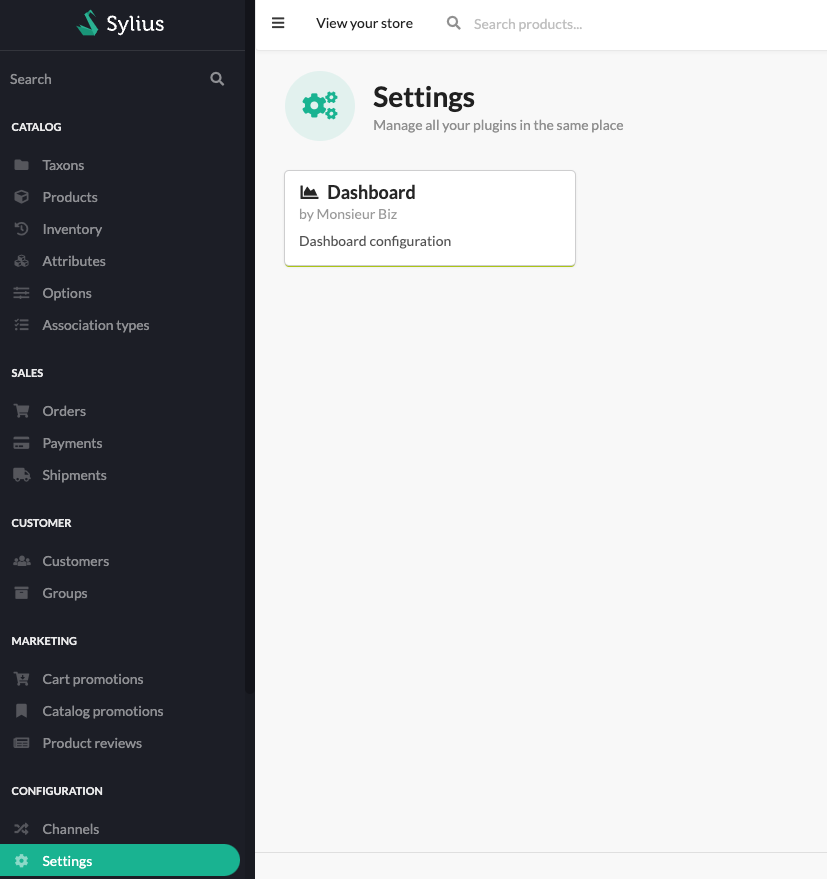 Sylius
Search
CATALOG
Taxons
Products
Inventory
Attributes
Options
Association types
SALES
Orders
Payments
Shipments
CUSTOMER
Customers
Groups
MARKETING
Cart promotions
Catalog promotions
Product reviews
CONFIGURATION
Channels
Settings
View your store
Search products...
Settings
Manage all your plugins in the same place
Dashboard
by Monsieur Biz
Dashboard configuration